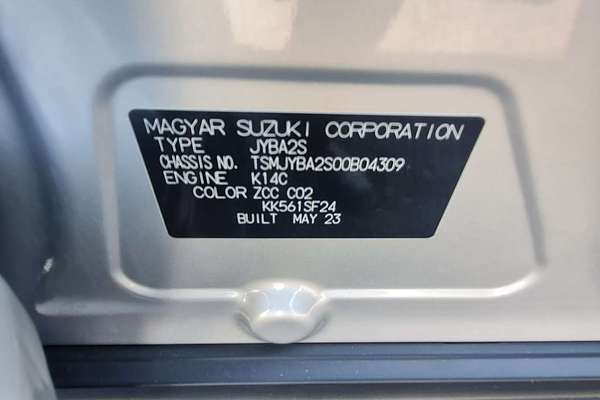 MAGYAR SUZUKI CORPORATION
TYPE JYBA2S
CHASSIS NO. TSMJYBA2S00B04309
ENGINE K14C
COLOR ZCC C02
KK561SF24
BUILT MAY 23